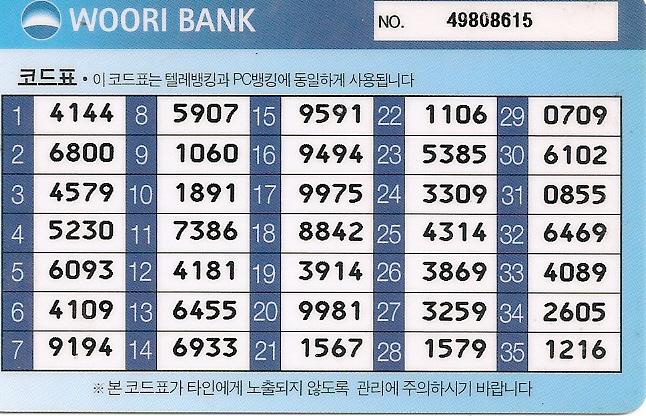 WOORI BANK NO. 49808615
코드표 • 이 코드표는 텔레뱅킹과 PC뱅킹에 동일하게 사용됩니다
1 4144 8 5907 15 9591 22 1106 29 0709
2 6800 9 1060 16 9494 23 5385 30 6102
3 4579 10 1891 17 9975 24 3309 31 0855
4 5230 11 7386 18 8842 25 4314 32 6469
5 6093 12 4181 19 3914 26 3869 33 4089
6 4109 13 6455 20 9981 27 3259 34 2605
7 9194 14 6933 21 1567 28 1579 35 1216
※ 본 코드표가 타인에게 노출되지 않도록 관리에 주의하시기 바랍니다